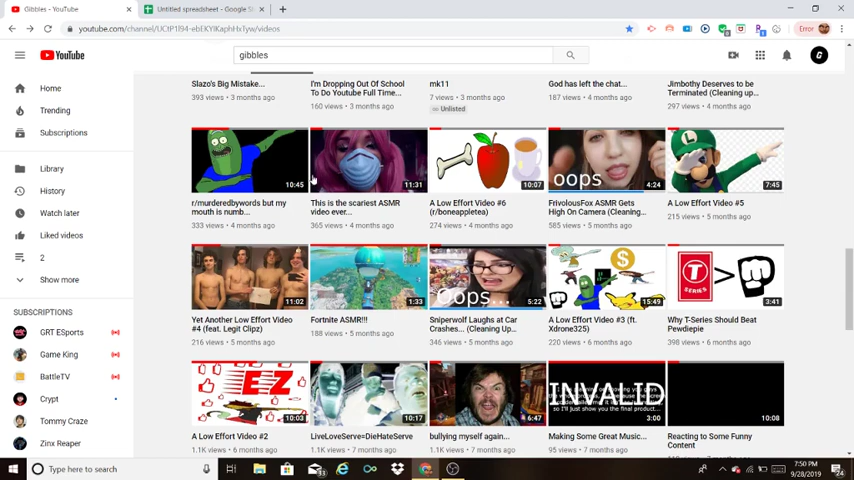 Gibbles - YouTube
Untitled spreadsheet - Google Sh
youtube.com/channel/UCtP1I94-ebEKYlKaphHxTyw/videos
Error
YouTube
gibbles
G
Home
Trending
Subscriptions
Library
History
Watch later
Liked videos
2
Show more
SUBSCRIPTIONS
GRT ESports
Game King
BattleTV
Crypt
Tommy Craze
Zinx Reaper
Slazo's Big Mistake...
393 views • 3 months ago
I'm Dropping Out Of School
To Do Youtube Full Time...
160 views • 3 months ago
mk11
7 views • 3 months ago
Unlisted
God has left the chat...
187 views • 4 months ago
Jimbothy Deserves to be
Terminated (Cleaning up...
297 views • 4 months ago
10:45
r/murderedbywords but my
mouth is numb...
333 views • 4 months ago
11:31
This is the scariest ASMR
video ever...
365 views • 4 months ago
10:07
A Low Effort Video #6
(r/boneappletea)
274 views • 4 months ago
oops
4:24
FrivolousFox ASMR Gets
High On Camera (Cleaning...
585 views • 5 months ago
7:45
A Low Effort Video #5
215 views • 5 months ago
11:02
Yet Another Low Effort Video
#4 (feat. Legit Clipz)
216 views • 5 months ago
1:33
Fortnite ASMR!!!
188 views • 5 months ago
Oops...
5:22
Sniperwolf Laughs at Car
Crashes... (Cleaning Up...
346 views • 5 months ago
15:49
A Low Effort Video #3 (ft.
Xdrone325)
220 views • 6 months ago
T
SERIES
>
3:41
Why T-Series Should Beat
Pewdiepie
398 views • 6 months ago
EZ
10:03
A Low Effort Video #2
1.1K views • 6 months ago
10:17
LiveLoveServe=DieHateServe
1.1K views • 7 months ago
6:47
bullying myself again...
1.1K views • 7 months ago
INVALID
so I'll just show you the final product...
3:00
Making Some Great Music...
95 views • 7 months ago
10:08
Reacting to Some Funny
Content
Type here to search
7:50 PM
9/28/2019
24